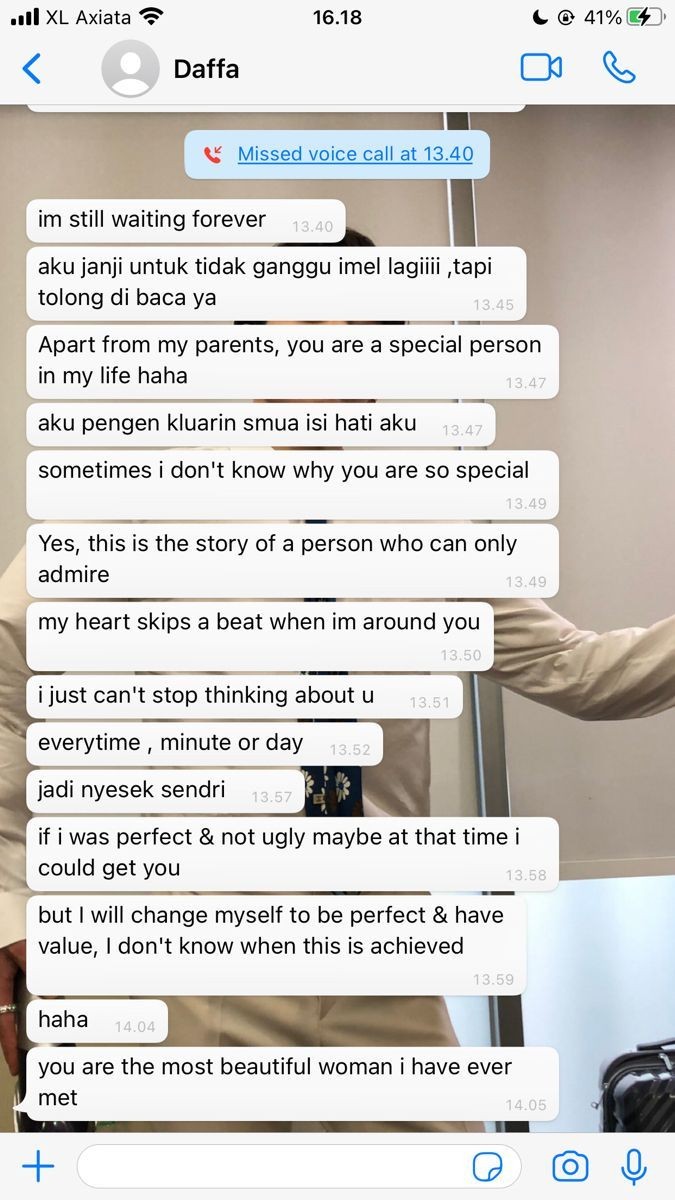 XL Axiata
16.18
41%
Daffa
Missed voice call at 13.40
im still waiting forever
13.40
aku janji untuk tidak ganggu imel lagiiii ,tapi
tolong di baca ya
13.45
Apart from my parents, you are a special person
in my life haha
13.47
aku pengen kluarin smua isi hati aku
13.47
sometimes i don't know why you are so special
13.49
Yes, this is the story of a person who can only
admire
13.49
my heart skips a beat when im around you
13.50
i just can't stop thinking about u
13.51
everytime , minute or day
13.52
jadi nyesek sendri
13.57
if i was perfect & not ugly maybe at that time i
could get you
13.58
but I will change myself to be perfect & have
value, I don't know when this is achieved
13.59
haha
14.04
you are the most beautiful woman i have ever
met
14.05